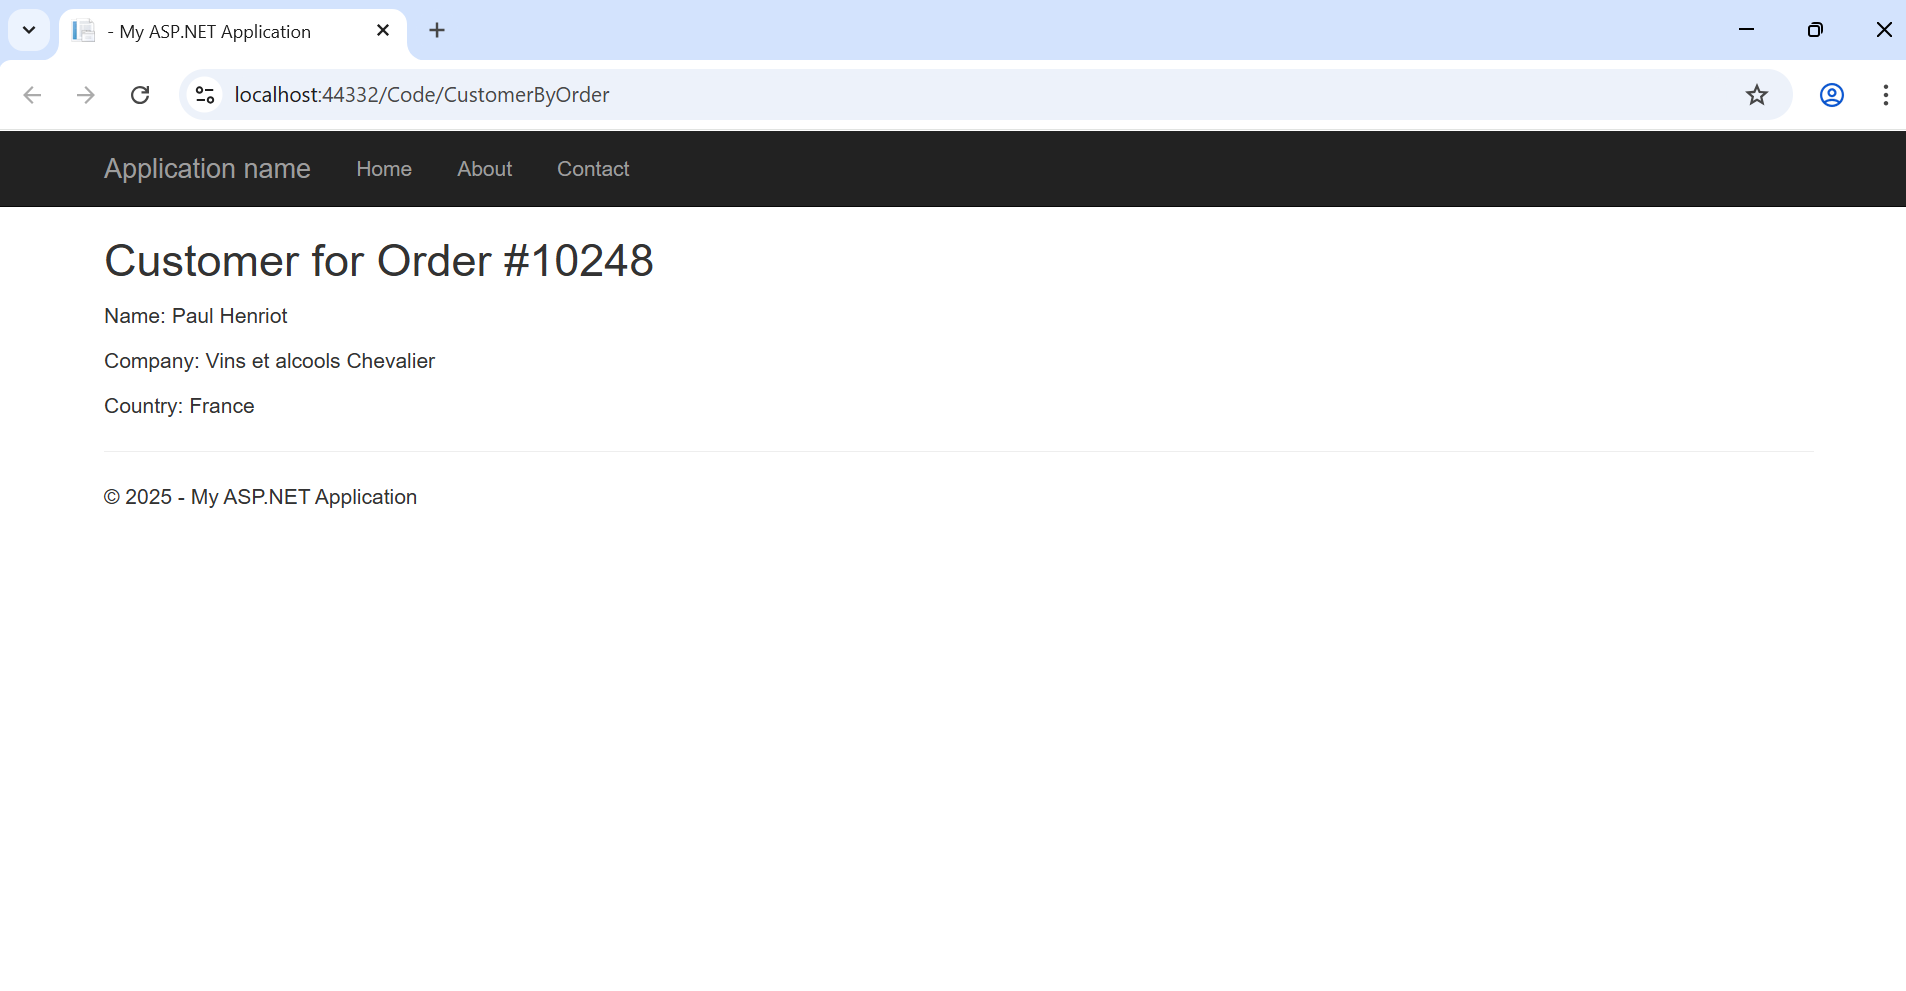 - My ASP.NET Application
localhost:44332/Code/CustomerByOrder
Application name Home About Contact
Customer for Order #10248
Name: Paul Henriot
Company: Vins et alcools Chevalier
Country: France
© 2025 - My ASP.NET Application